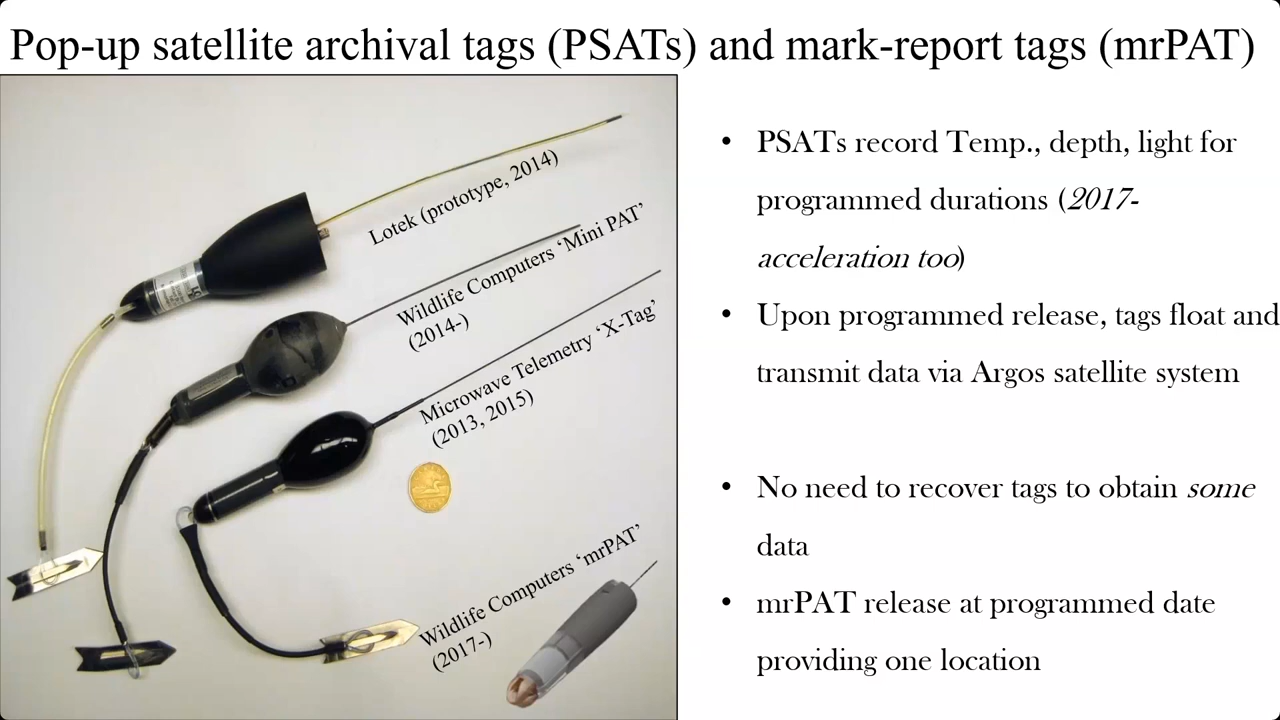 Pop-up satellite archival tags (PSATs) and mark-report tags (mrPAT)
Lotek (prototype, 2014)
Wildlife Computers ‘Mini PAT’
(2014-)
Microwave Telemetry ‘X-Tag’
(2013, 2015)
Wildlife Computers ‘mrPAT’
(2017-)
• PSATs record Temp., depth, light for
programmed durations (2017-
acceleration too)
• Upon programmed release, tags float and
transmit data via Argos satellite system
• No need to recover tags to obtain some
data
• mrPAT release at programmed date
providing one location